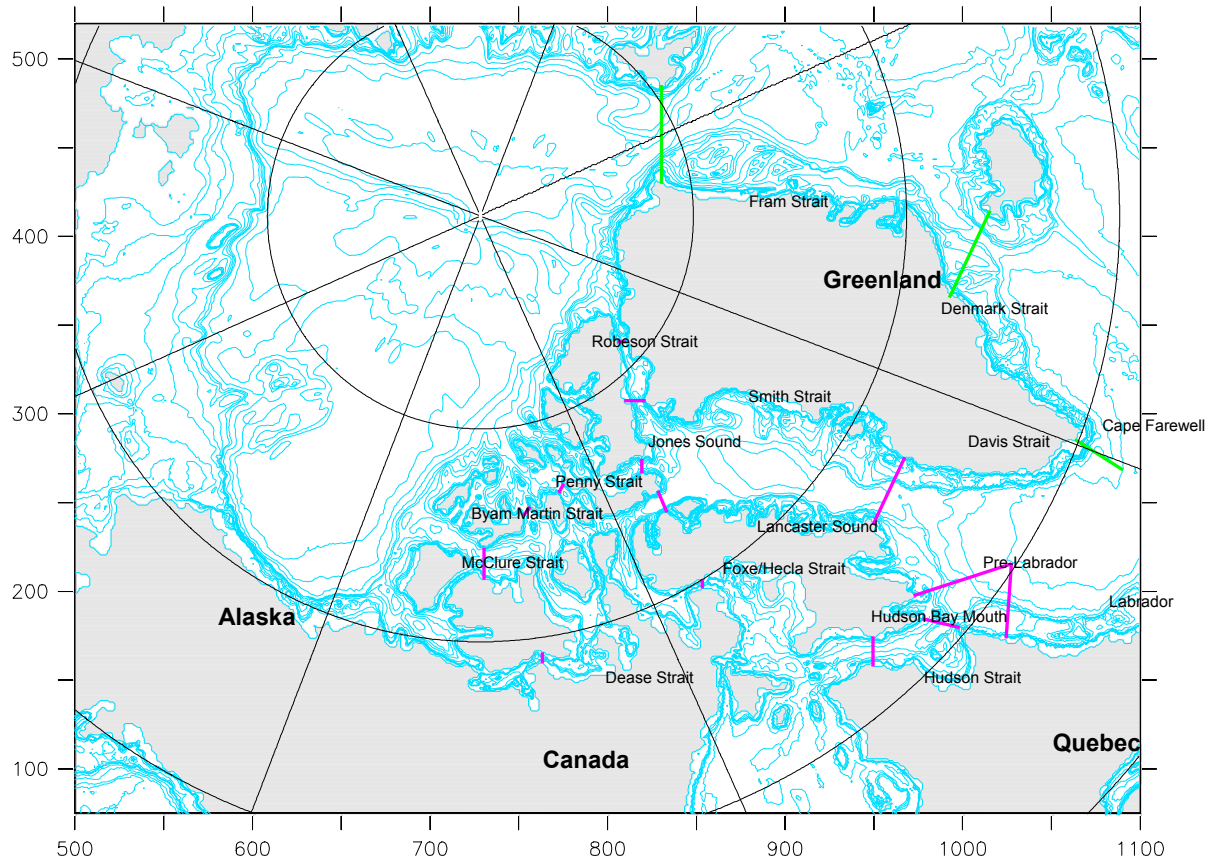 500
Fram Strait
400
Greenland
Denmark Strait
Robeson Strait
300
Smith Strait
Cape Farewell
Jones Sound
Davis Strait
Penny Strait
Byam Martin Strait
Lancaster Sound
McClure Strait
Foxe/Hecla Strait
Pre-Labrador
200
Labrador
Alaska
Hudson Bay Mouth
Dease Strait
Hudson Strait
Quebec
Canada
100
500
600
700
800
900
1000
1100